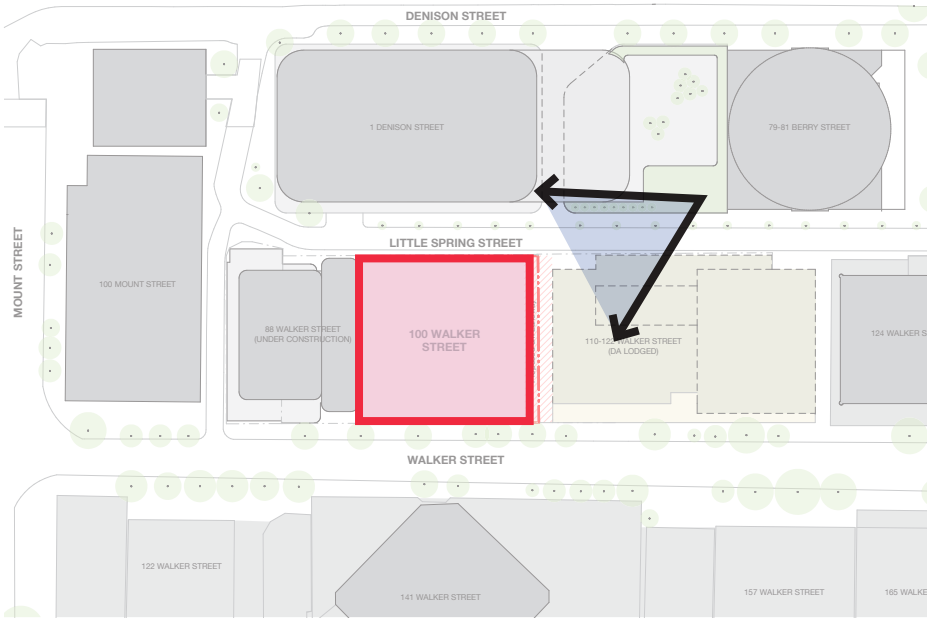 DENISON STREET
1 DENISON STREET
79-81 BERRY STREET
MOUNT STREET
LITTLE SPRING STREET
100 MOUNT STREET
88 WALKER STREET
(UNDER CONSTRUCTION)
100 WALKER
STREET
110-122 WALKER STREET
(DA LODGED)
124 WALKER S
WALKER STREET
122 WALKER STREET
141 WALKER STREET
157 WALKER STREET
165 WALKE